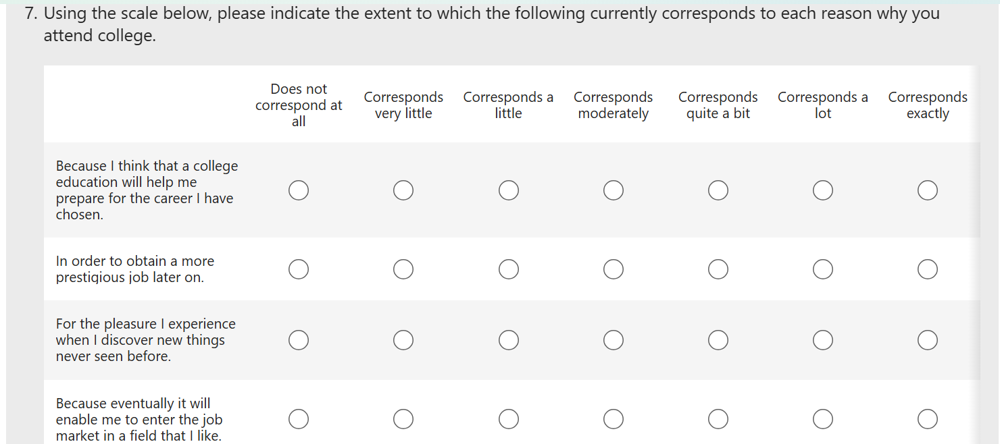 7. Using the scale below, please indicate the extent to which the following currently corresponds to each reason why you
attend college.
Does not
correspond at
all
Corresponds
very little
Corresponds a
little
Corresponds
moderately
Corresponds
quite a bit
Corresponds a
lot
Corresponds
exactly
Because I think that a college
education will help me
prepare for the career I have
chosen.
In order to obtain a more
prestigious job later on.
For the pleasure I experience
when I discover new things
never seen before.
Because eventually it will
enable me to enter the job
market in a field that I like.